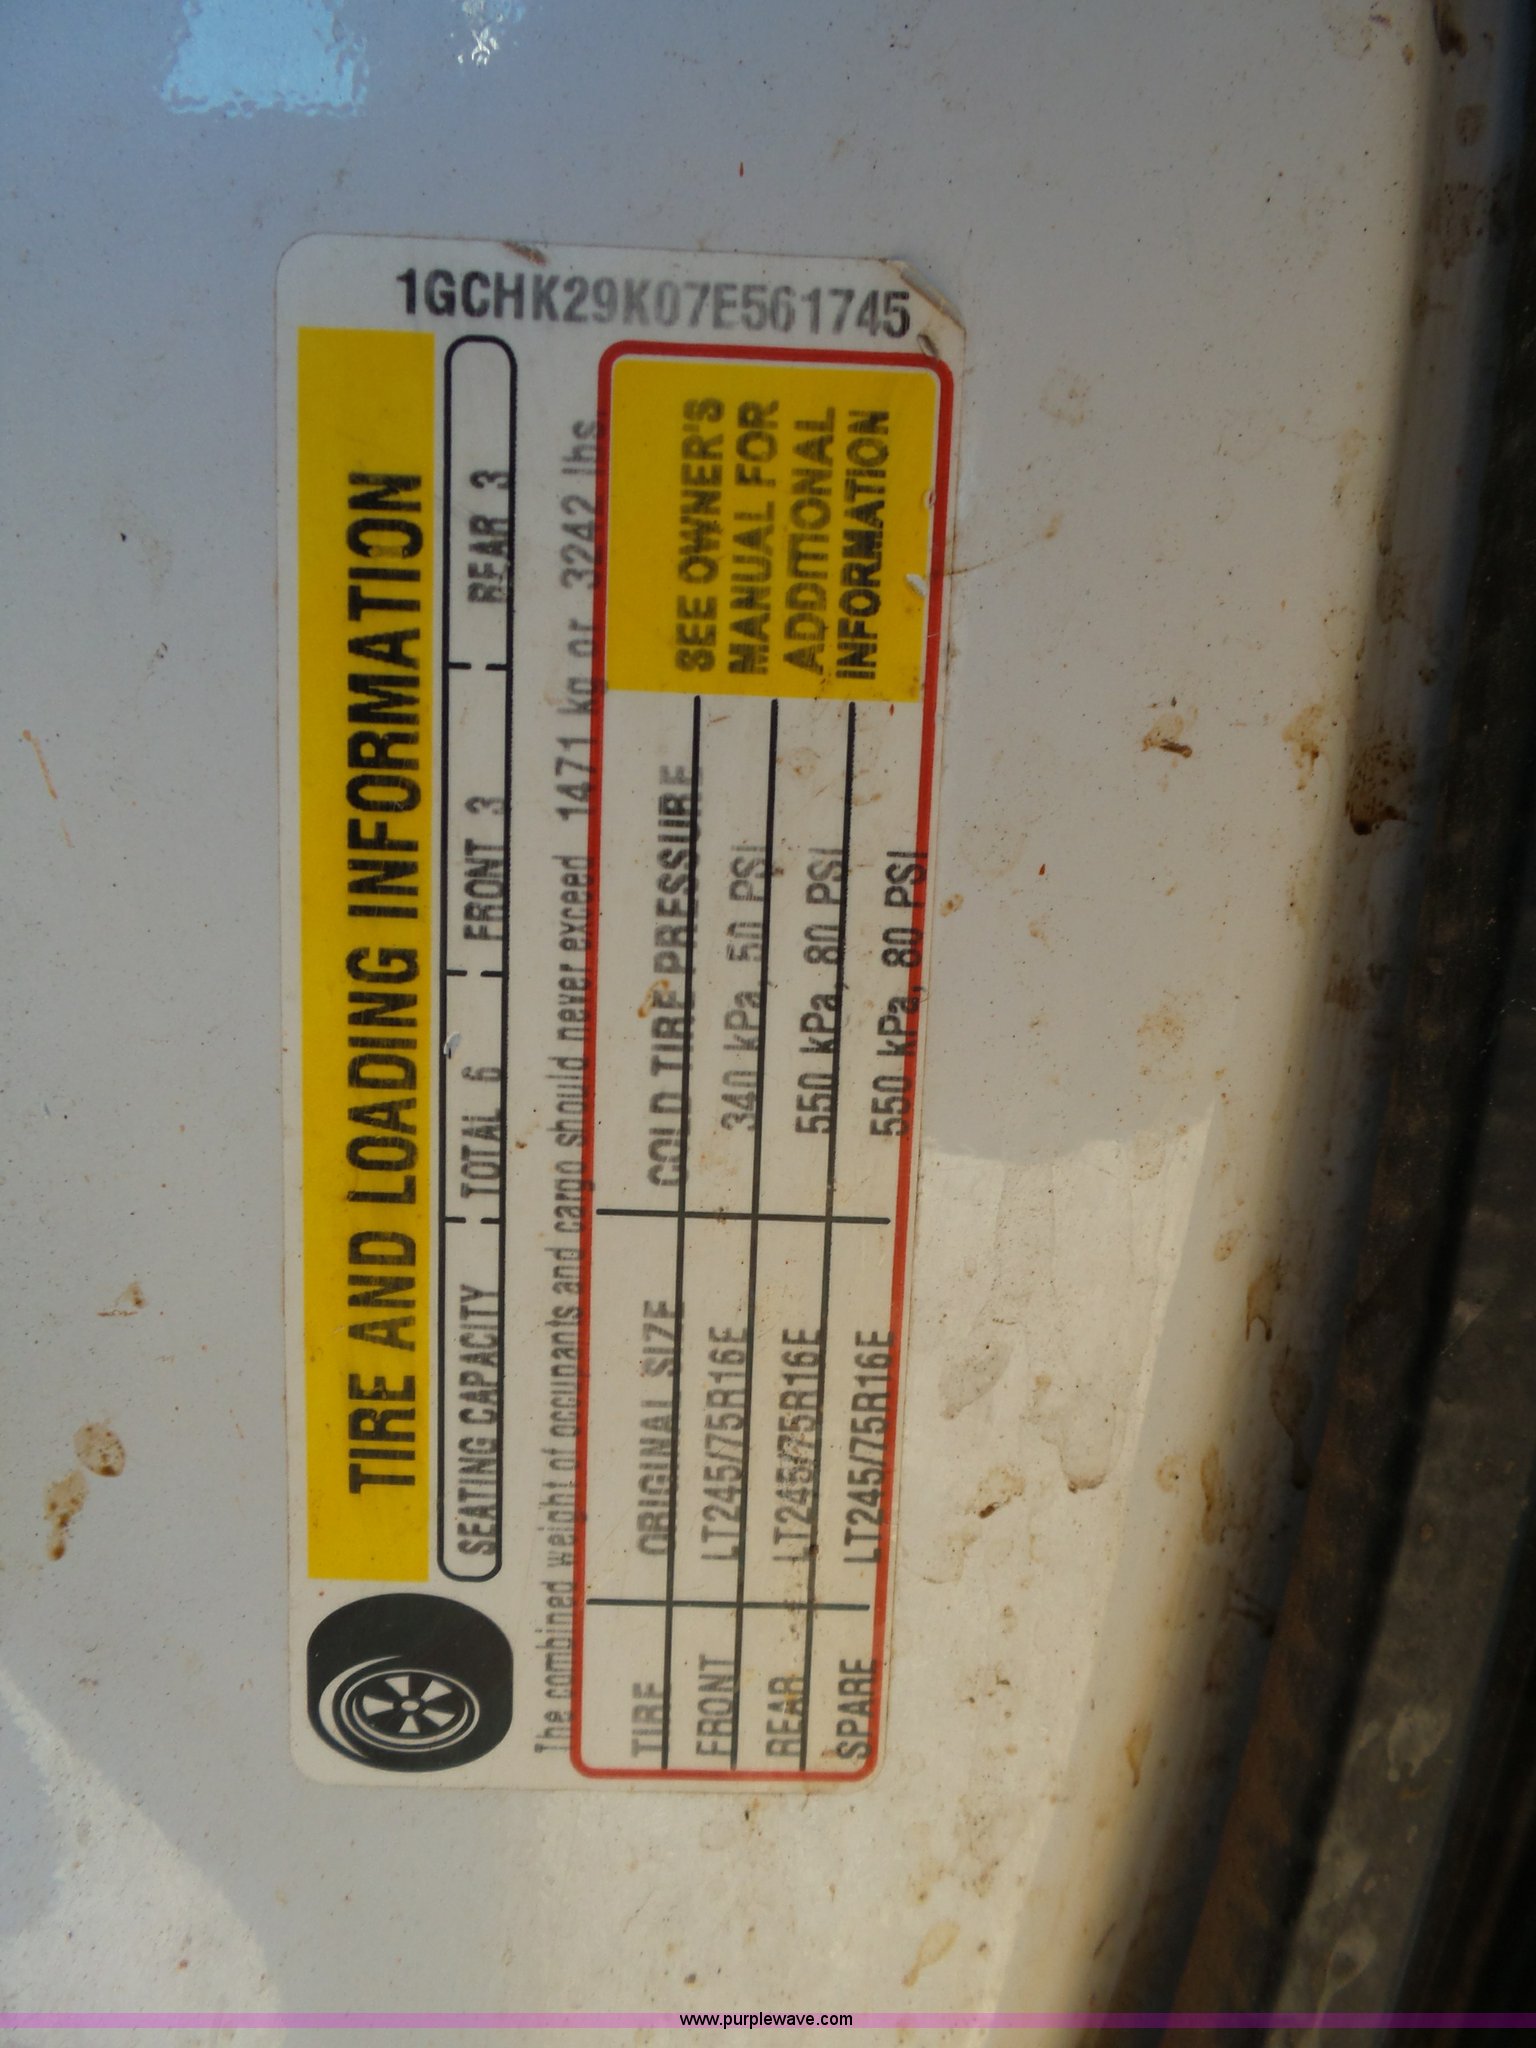 1GCHK29K07E561745
TIRE AND LOADING INFORMATION
SEATING CAPACITY TOTAL 6 FRONT 3 REAR 3
The combined weight of occupants and cargo should never exceed 1471 kg or 3242 lbs.
TIRE ORIGINAL SIZE COLD TIRE PRESSURE
FRONT LT245/75R16E 340 kPa, 50 PSI
REAR LT245/75R16E 550 kPa, 80 PSI
SPARE LT245/75R16E 550 kPa, 80 PSI
SEE OWNER'S
MANUAL FOR
ADDITIONAL
INFORMATION
www.purplewave.com